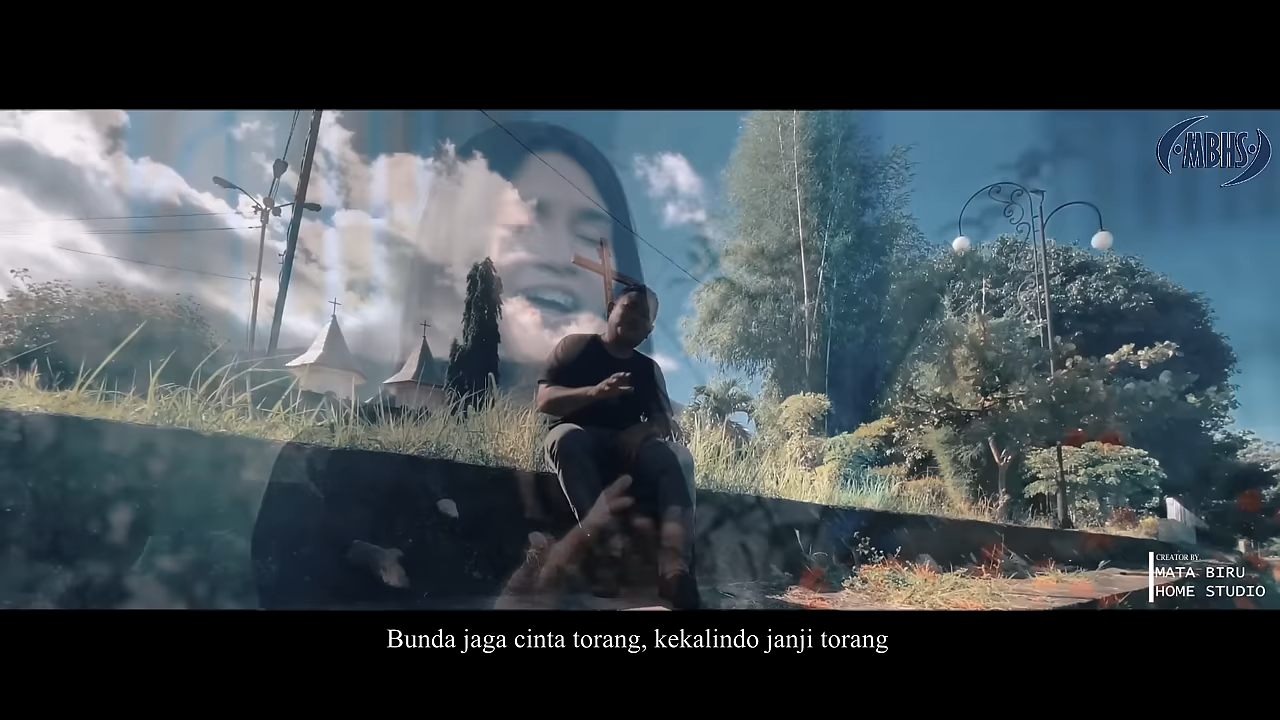 MBHS
CREATOR BY
MATA BIRU
HOME STUDIO
Bunda jaga cinta torang, kekalindo janji torang